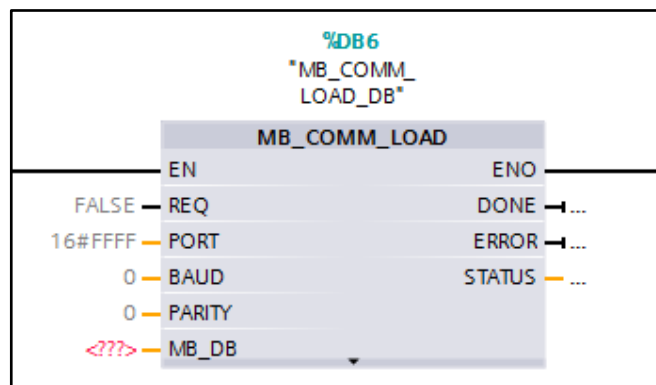 %DB6
"MB_COMM_
LOAD_DB"
MB_COMM_LOAD
EN ENO
FALSE REQ DONE ...
16#FFFF PORT ERROR ...
0 BAUD STATUS ...
0 PARITY
<???> MB_DB